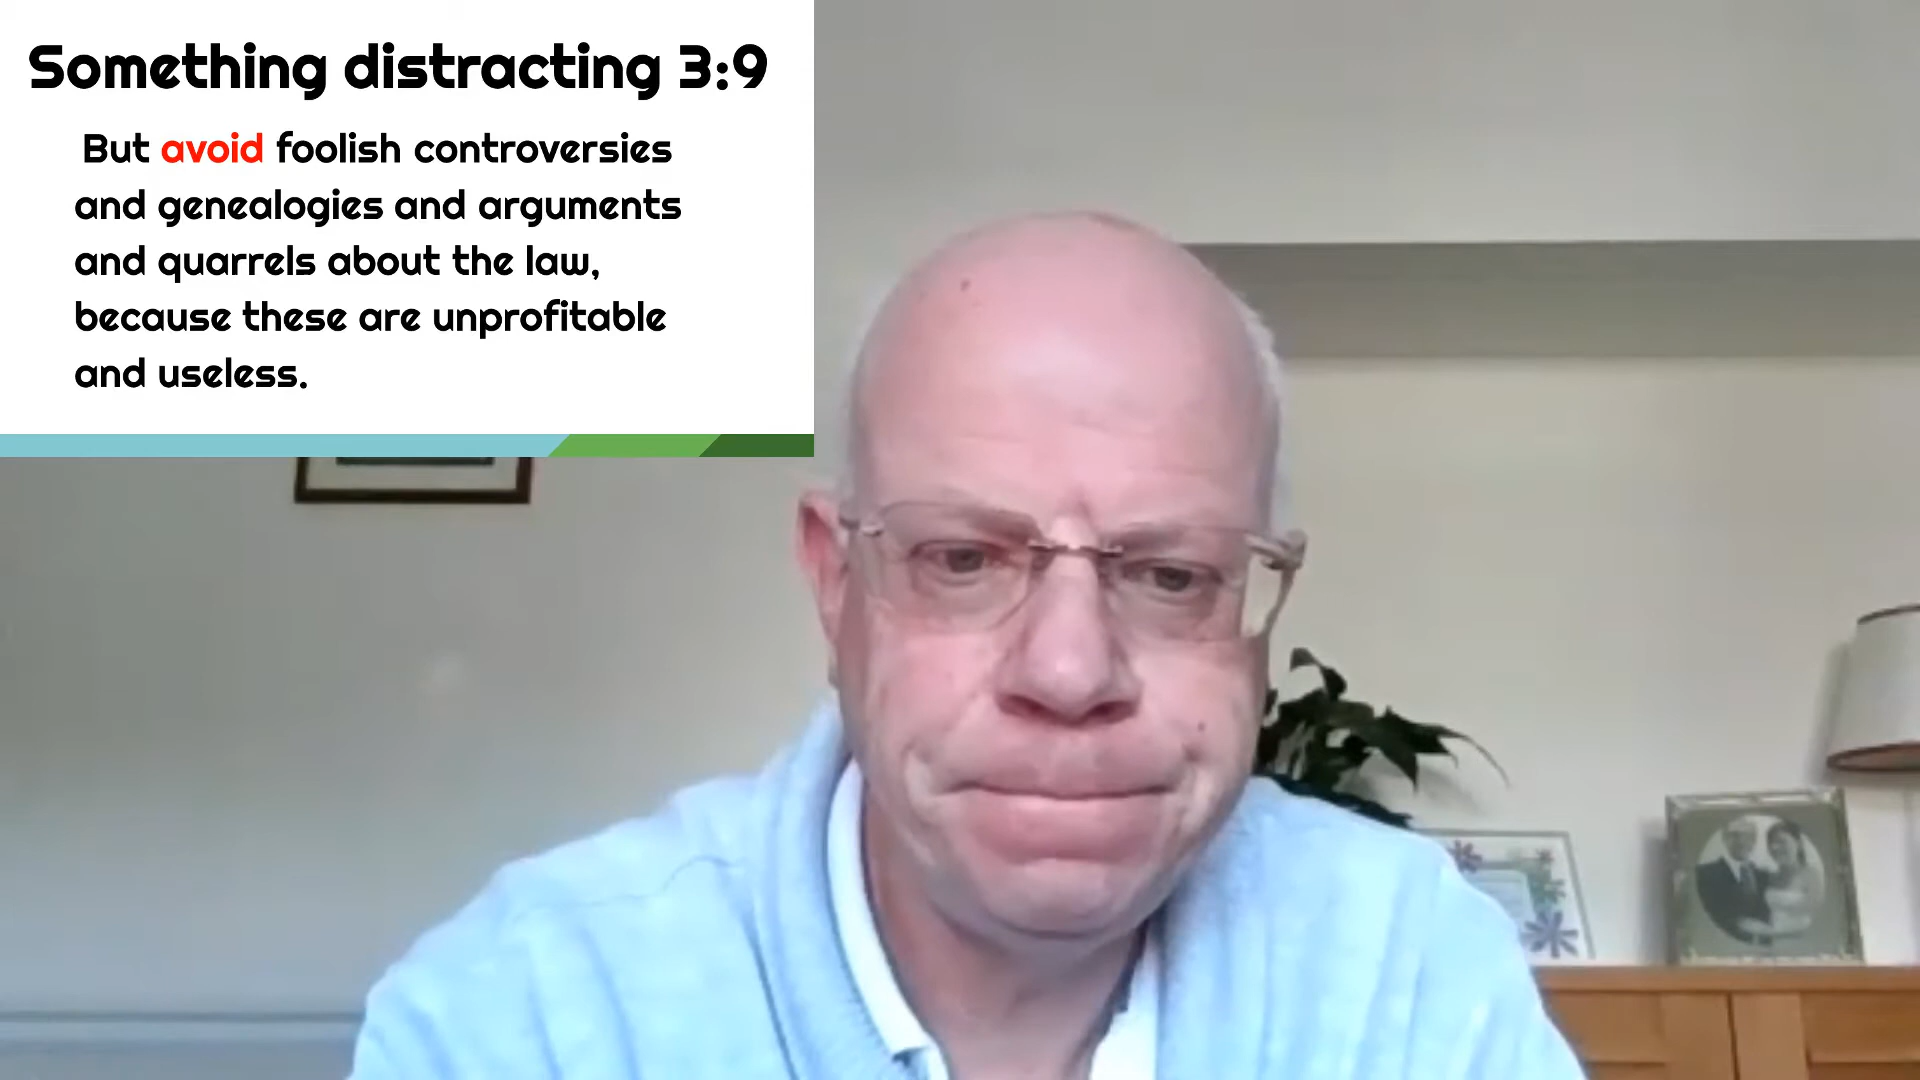 Something distracting 3:9
But avoid foolish controversies
and genealogies and arguments
and quarrels about the law,
because these are unprofitable
and useless.